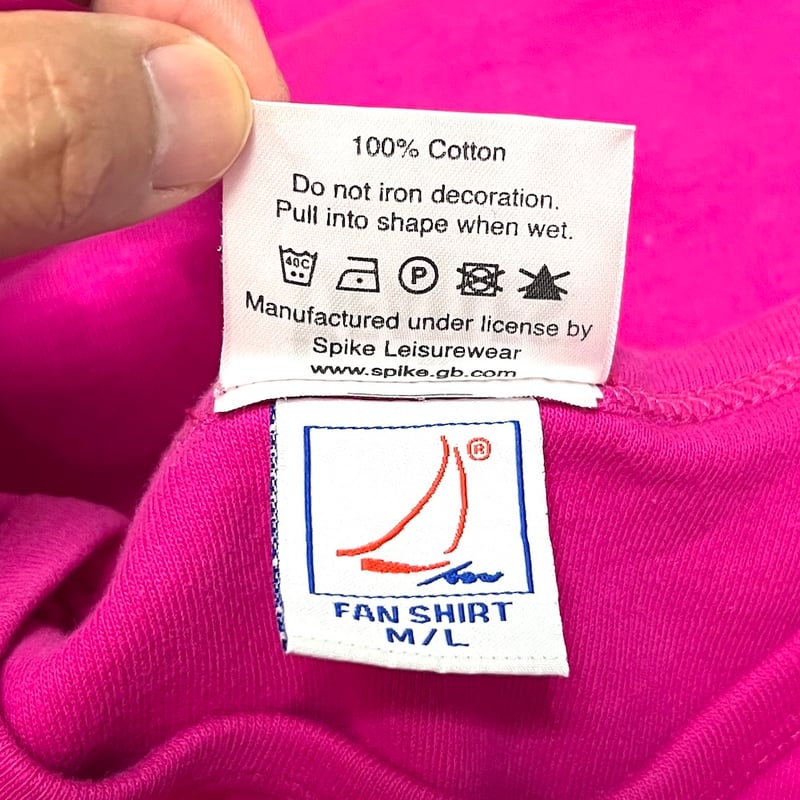 100% Cotton
Do not iron decoration.
Pull into shape when wet.
40C P
Manufactured under license by
Spike Leisurewear
www.spike.gb.com
®
FAN SHIRT
M/L